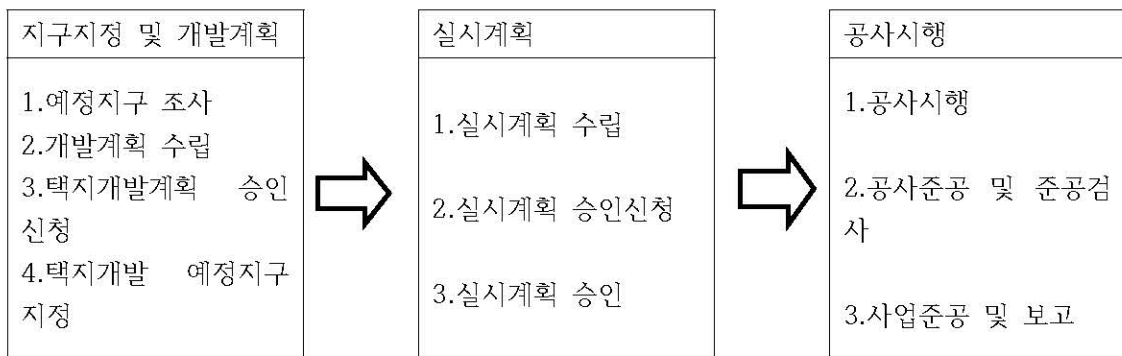 지구지정 및 개발계획
1.예정지구 조사
2.개발계획 수립
3.택지개발계획 승인
신청
4.택지개발 예정지구
지정
실시계획
1.실시계획 수립
2.실시계획 승인신청
3.실시계획 승인
공사시행
1.공사시행
2.공사준공 및 준공검
사
3.사업준공 및 보고